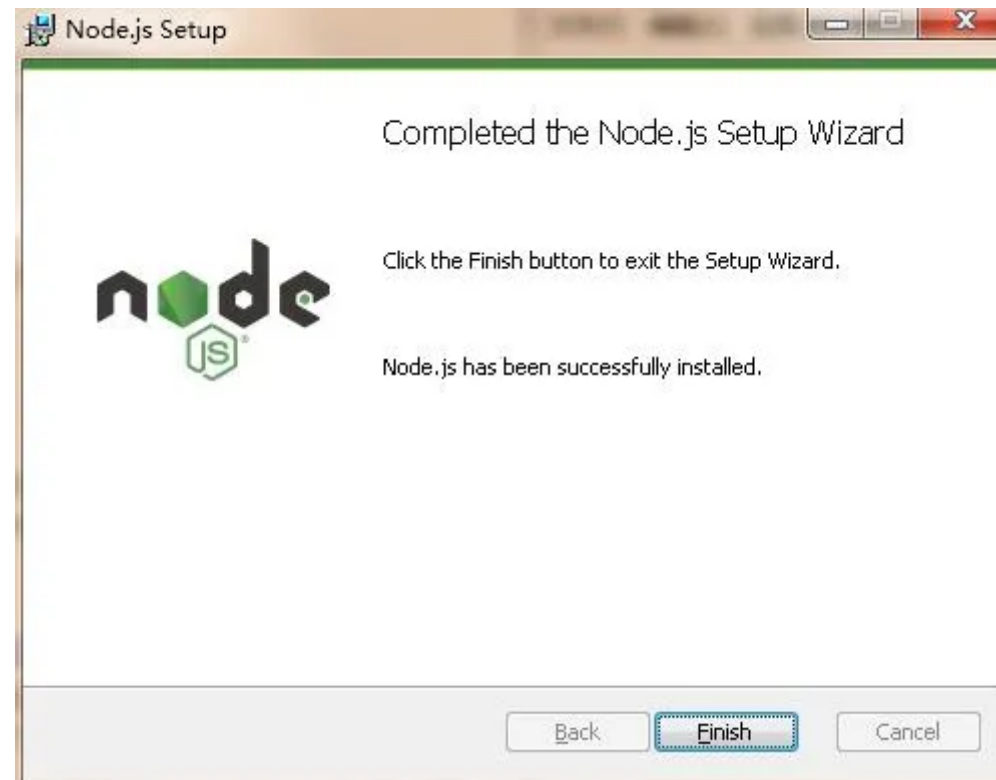 Node.js Setup
Completed the Node.js Setup Wizard
Click the Finish button to exit the Setup Wizard.
node
JS
Node.js has been successfully installed.
Back
Finish
Cancel